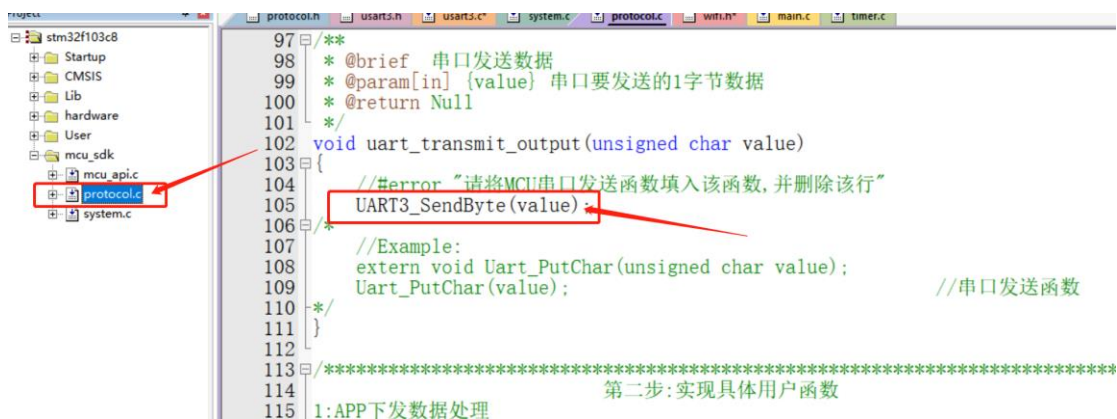 Project
protocol.h usart3.h usart3.c* system.c protocol.c wifi.h* main.c timer.c
stm32f103c8
Startup
CMSIS
Lib
hardware
User
mcu_sdk
mcu_api.c
protocol.c
system.c
97 /**
98 * @brief 串口发送数据
99 * @param[in] {value} 串口要发送的1字节数据
100 * @return Null
101 */
102 void uart_transmit_output(unsigned char value)
103 {
104 //#error "请将MCU串口发送函数填入该函数,并删除该行"
105 UART3_SendByte(value);
106 /*
107 //Example:
108 extern void Uart_PutChar(unsigned char value);
109 Uart_PutChar(value); //串口发送函数
110 */
111 }
112
113 /******************************************************************************
114 第二步:实现具体用户函数
115 1:APP下发数据处理